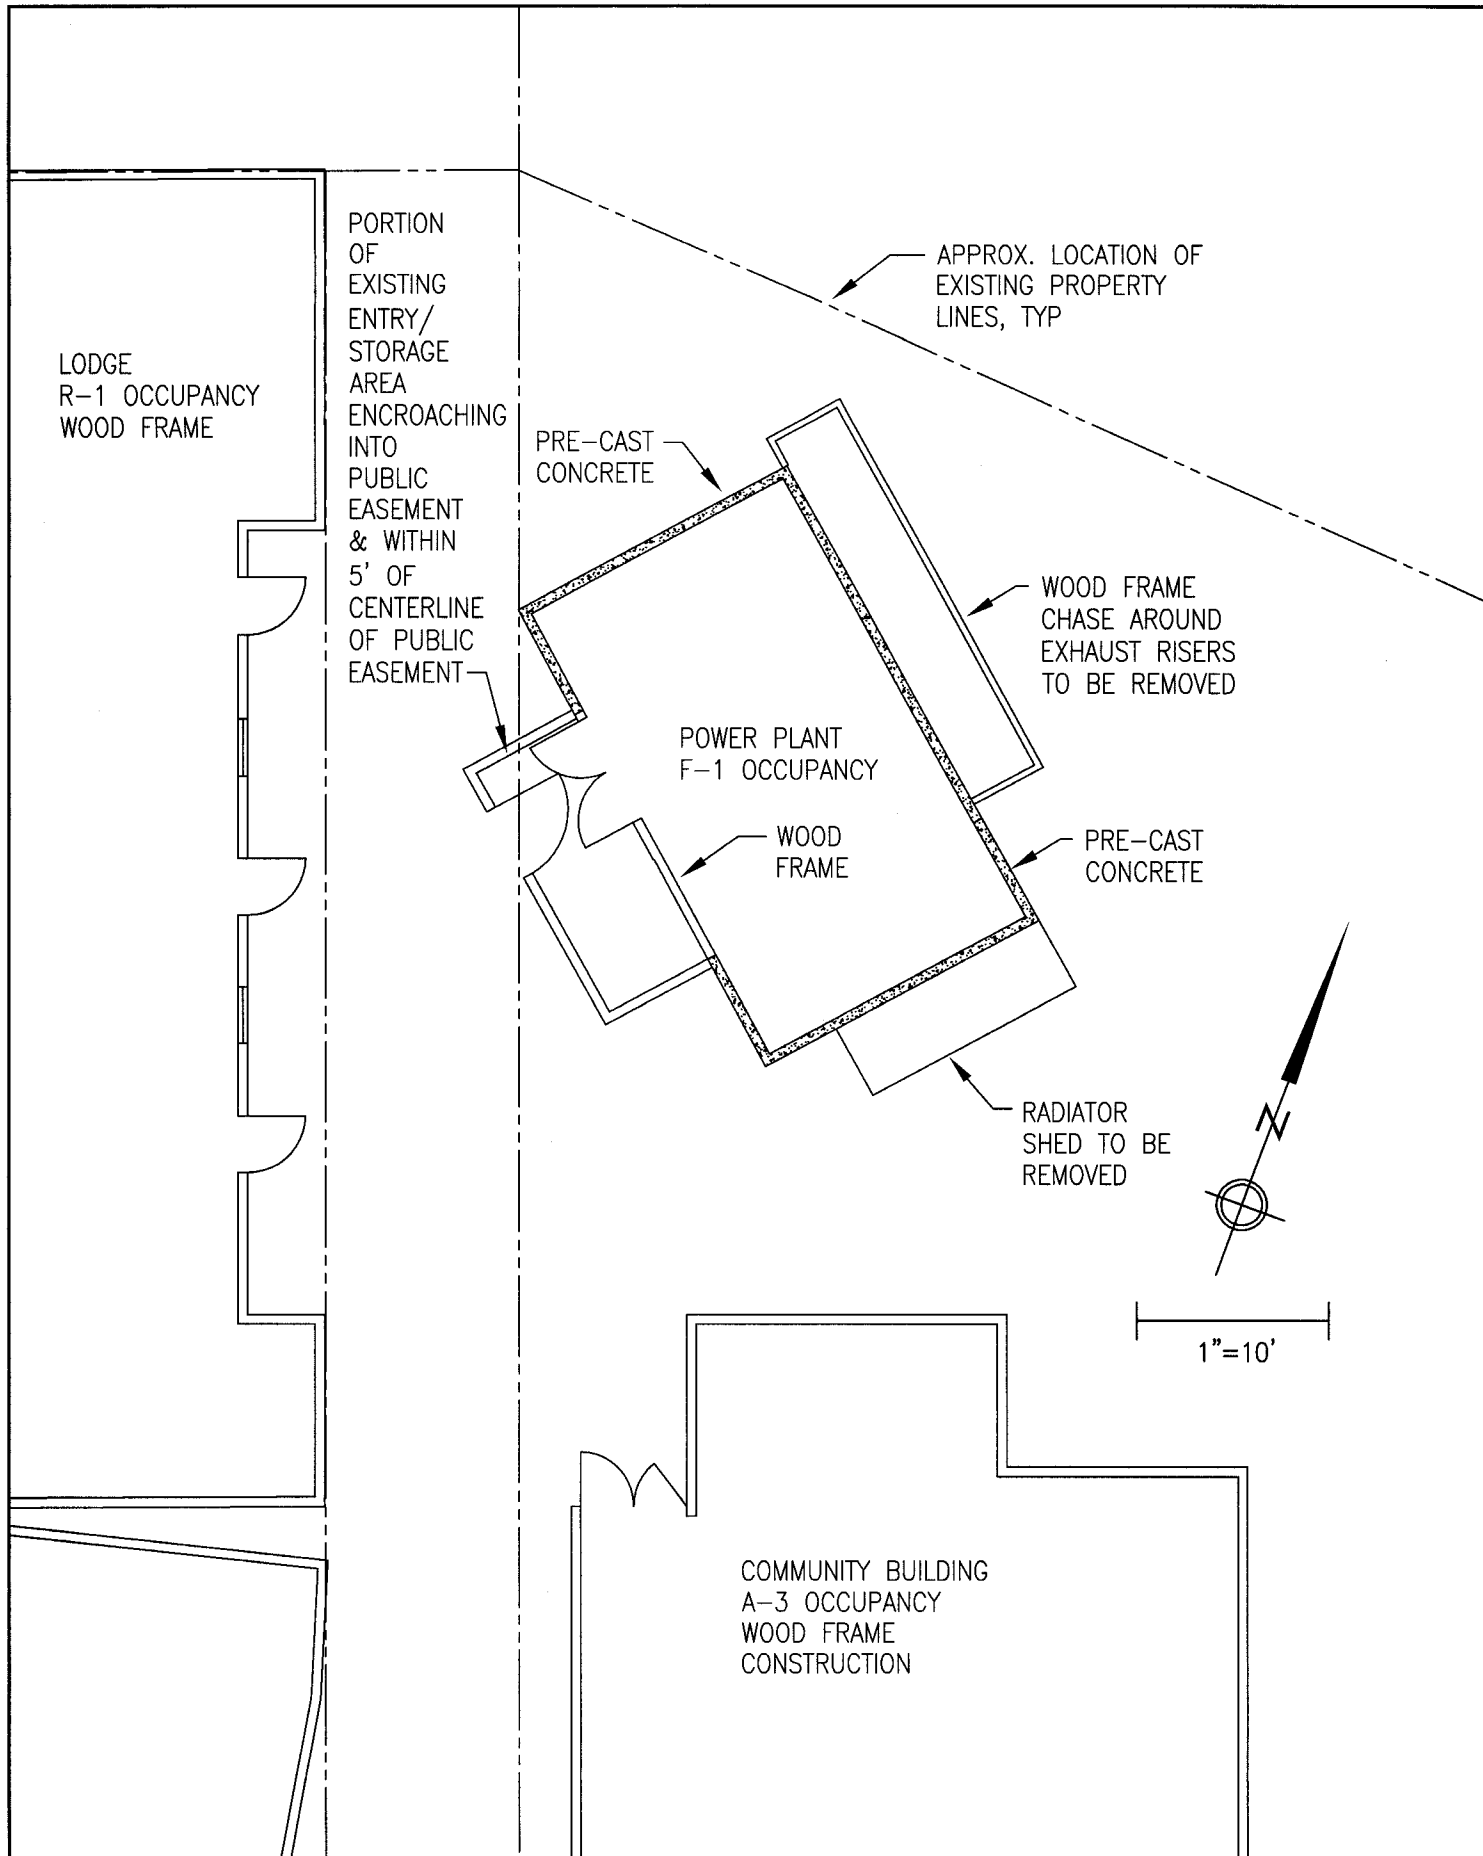 PORTION
OF
EXISTING
ENTRY/
STORAGE
AREA
ENCROACHING
INTO
PUBLIC
EASEMENT
& WITHIN
5' OF
CENTERLINE
OF PUBLIC
EASEMENT
APPROX. LOCATION OF
EXISTING PROPERTY
LINES, TYP
LODGE
R-1 OCCUPANCY
WOOD FRAME
PRE-CAST
CONCRETE
WOOD FRAME
CHASE AROUND
EXHAUST RISERS
TO BE REMOVED
POWER PLANT
F-1 OCCUPANCY
WOOD
FRAME
PRE-CAST
CONCRETE
RADIATOR
SHED TO BE
REMOVED
N
1"=10'
COMMUNITY BUILDING
A-3 OCCUPANCY
WOOD FRAME
CONSTRUCTION